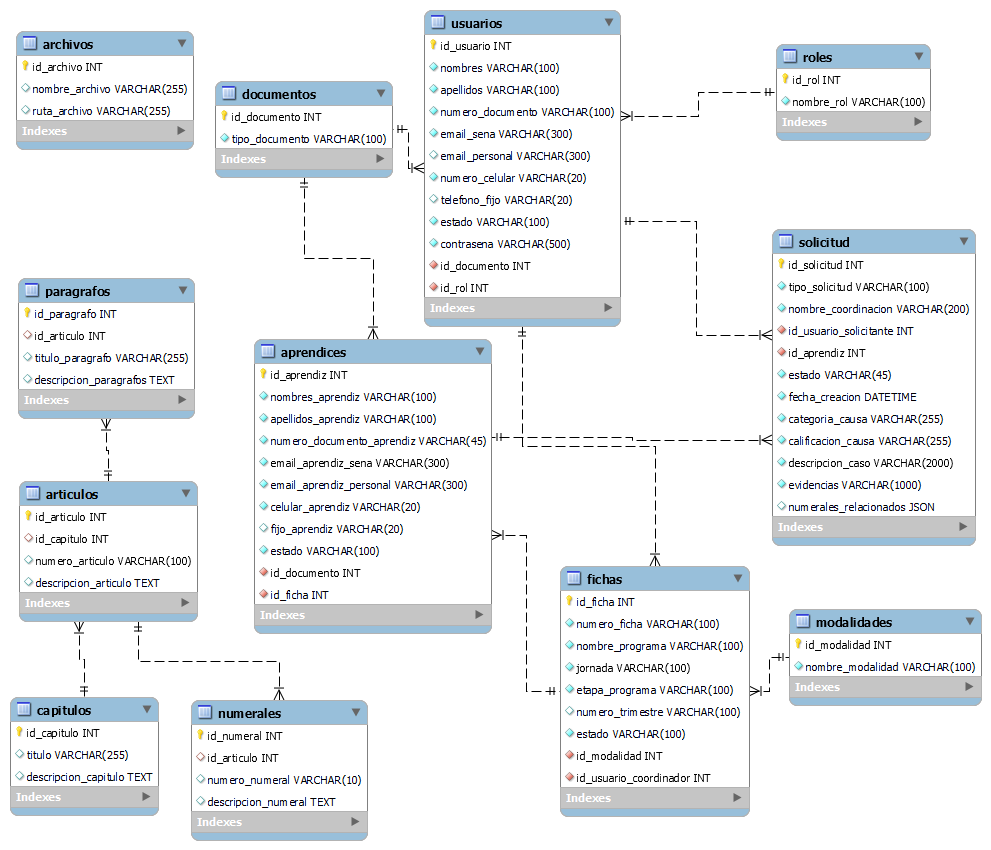 archivos
id_archivo INT
nombre_archivo VARCHAR(255)
ruta_archivo VARCHAR(255)
Indexes
documentos
id_documento INT
tipo_documento VARCHAR(100)
Indexes
usuarios
id_usuario INT
nombres VARCHAR(100)
apellidos VARCHAR(100)
numero_documento VARCHAR(100)
email_sena VARCHAR(300)
email_personal VARCHAR(300)
numero_celular VARCHAR(20)
telefono_fijo VARCHAR(20)
estado VARCHAR(100)
contrasena VARCHAR(500)
id_documento INT
id_rol INT
Indexes
roles
id_rol INT
nombre_rol VARCHAR(100)
Indexes
solicitud
id_solicitud INT
tipo_solicitud VARCHAR(100)
nombre_coordinacion VARCHAR(200)
id_usuario_solicitante INT
id_aprendiz INT
estado VARCHAR(45)
fecha_creacion DATETIME
categoria_causa VARCHAR(255)
calificacion_causa VARCHAR(255)
descripcion_caso VARCHAR(2000)
evidencias VARCHAR(1000)
numerales_relacionados JSON
Indexes
paragrafos
id_paragrafo INT
id_articulo INT
titulo_paragrafo VARCHAR(255)
descripcion_paragrafos TEXT
Indexes
aprendices
id_aprendiz INT
nombres_aprendiz VARCHAR(100)
apellidos_aprendiz VARCHAR(100)
numero_documento_aprendiz VARCHAR(45)
email_aprendiz_sena VARCHAR(300)
email_aprendiz_personal VARCHAR(300)
celular_aprendiz VARCHAR(20)
fijo_aprendiz VARCHAR(20)
estado VARCHAR(100)
id_documento INT
id_ficha INT
Indexes
articulos
id_articulo INT
id_capitulo INT
numero_articulo VARCHAR(100)
descripcion_articulo TEXT
Indexes
fichas
id_ficha INT
numero_ficha VARCHAR(100)
nombre_programa VARCHAR(100)
jornada VARCHAR(100)
etapa_programa VARCHAR(100)
numero_trimestre VARCHAR(100)
estado VARCHAR(100)
id_modalidad INT
id_usuario_coordinador INT
Indexes
modalidades
id_modalidad INT
nombre_modalidad VARCHAR(100)
Indexes
capitulos
id_capitulo INT
titulo VARCHAR(255)
descripcion_capitulo TEXT
Indexes
numerales
id_numeral INT
id_articulo INT
numero_numeral VARCHAR(10)
descripcion_numeral TEXT
Indexes